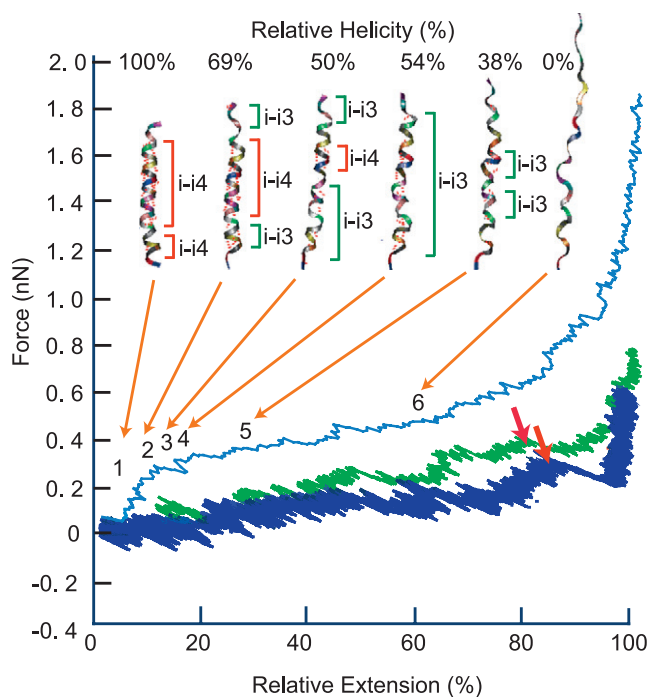 Relative Helicity (%)
100% 69% 50% 54% 38% 0%
i-i3 i-i3
i-i4 i-i4 i-i4 i-i3 i-i3
i-i3
i-i4 i-i3 i-i3
Force (nN)
2.0
1.8
1.6
1.4
1.2
1.0
0.8
0.6
0.4
0.2
0
-0.2
-0.4
1 2 3 4 5 6
0 20 40 60 80 100
Relative Extension (%)